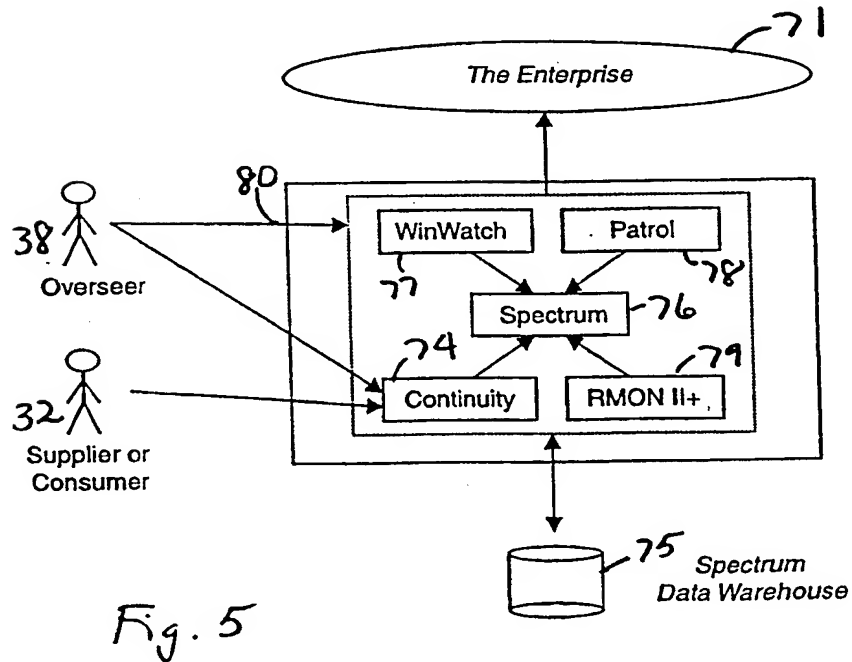 71
The Enterprise
80
38
Overseer
WinWatch
77
Patrol
78
Spectrum
76
74
Continuity
79
RMON II+
32
Supplier or
Consumer
75
Spectrum
Data Warehouse
Fig. 5